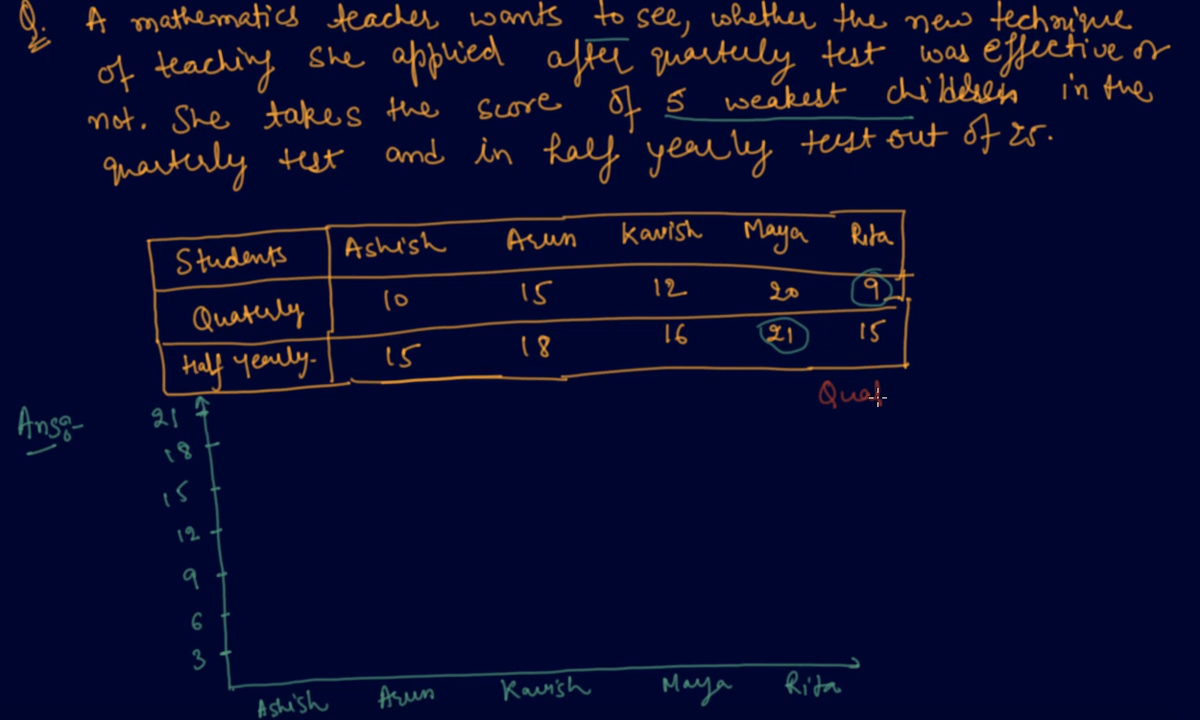 Q. A mathematics teacher wants to see, whether the new technique
of teaching she applied after quarterly test was effective or
not. She takes the score of 5 weakest children in the
quarterly test and in half yearly test out of 25.
Students Ashish Arun Kavish Maya Rita
Quaterly 10 15 12 20 9
Half yearly. 15 18 16 21 15
Quat
Ans:-
21
18
15
12
9
6
3
Ashish Arun Kavish Maya Rita